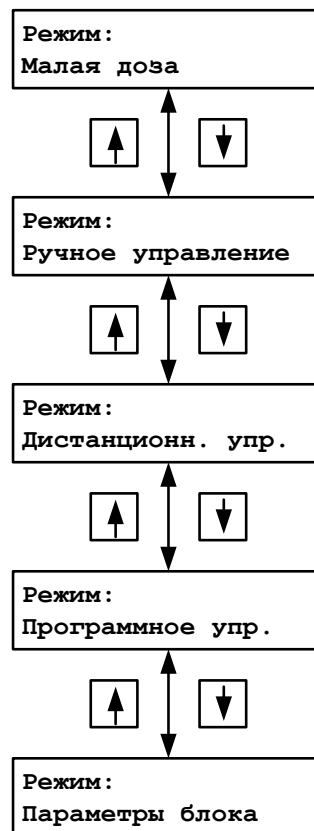 Режим:
Малая доза
Режим:
Ручное управление
Режим:
Дистанционн. упр.
Режим:
Программное упр.
Режим:
Параметры блока